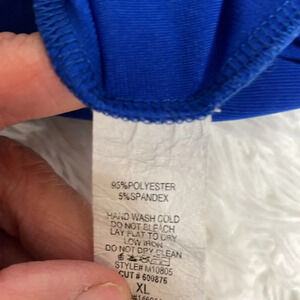 95%POLYESTER
5%SPANDEX
HAND WASH COLD
DO NOT BLEACH
LAY FLAT TO DRY
LOW IRON
DO NOT DRY CLEAN
STYLE# M10805
CUT # 609876
XL